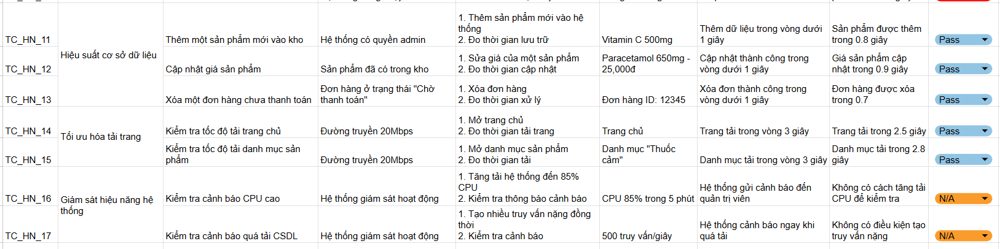 TC_HN_11
Hiệu suất cơ sở dữ liệu
Thêm một sản phẩm mới vào kho
Hệ thống có quyền admin
1. Thêm sản phẩm mới vào hệ
thống
2. Đo thời gian lưu trữ
Vitamin C 500mg
Thêm dữ liệu trong vòng dưới
1 giây
Sản phẩm được thêm
trong 0.8 giây
Pass
TC_HN_12
Cập nhật giá sản phẩm
Sản phẩm đã có trong kho
1. Sửa giá của một sản phẩm
2. Đo thời gian cập nhật
Paracetamol 650mg -
25,000đ
Cập nhật thành công trong
vòng dưới 1 giây
Giá sản phẩm cập
nhật trong 0.9 giây
Pass
TC_HN_13
Xóa một đơn hàng chưa thanh toán
Đơn hàng ở trạng thái "Chờ
thanh toán"
1. Xóa đơn hàng
2. Đo thời gian xử lý
Đơn hàng ID: 12345
Xóa đơn thành công trong
vòng dưới 1 giây
Đơn hàng được xóa
trong 0.7
Pass
TC_HN_14
Tối ưu hóa tải trang
Kiểm tra tốc độ tải trang chủ
Đường truyền 20Mbps
1. Mở trang chủ
2. Đo thời gian tải trang
Trang chủ
Trang tải trong vòng 3 giây
Trang tải trong 2.5 giây
Pass
TC_HN_15
Kiểm tra tốc độ tải danh mục sản
phẩm
Đường truyền 20Mbps
1. Mở danh mục sản phẩm
2. Đo thời gian tải
Danh mục "Thuốc
cảm"
Danh mục tải trong vòng 3 giây
Danh mục tải trong 2.8
giây
Pass
TC_HN_16
Giám sát hiệu năng hệ
thống
Kiểm tra cảnh báo CPU cao
Hệ thống giám sát hoạt động
1. Tăng tải hệ thống đến 85%
CPU
2. Kiểm tra thông báo cảnh báo
CPU 85% trong 5 phút
Hệ thống gửi cảnh báo đến
quản trị viên
Không có cách tăng tải
CPU để kiểm tra
N/A
TC_HN_17
Kiểm tra cảnh báo quá tải CSDL
Hệ thống giám sát hoạt động
1. Tạo nhiều truy vấn nặng đồng
thời
2. Kiểm tra cảnh báo
500 truy vấn/giây
Hệ thống cảnh báo ngay khi
quá tải
Không có điều kiện tạo
truy vấn nặng
N/A